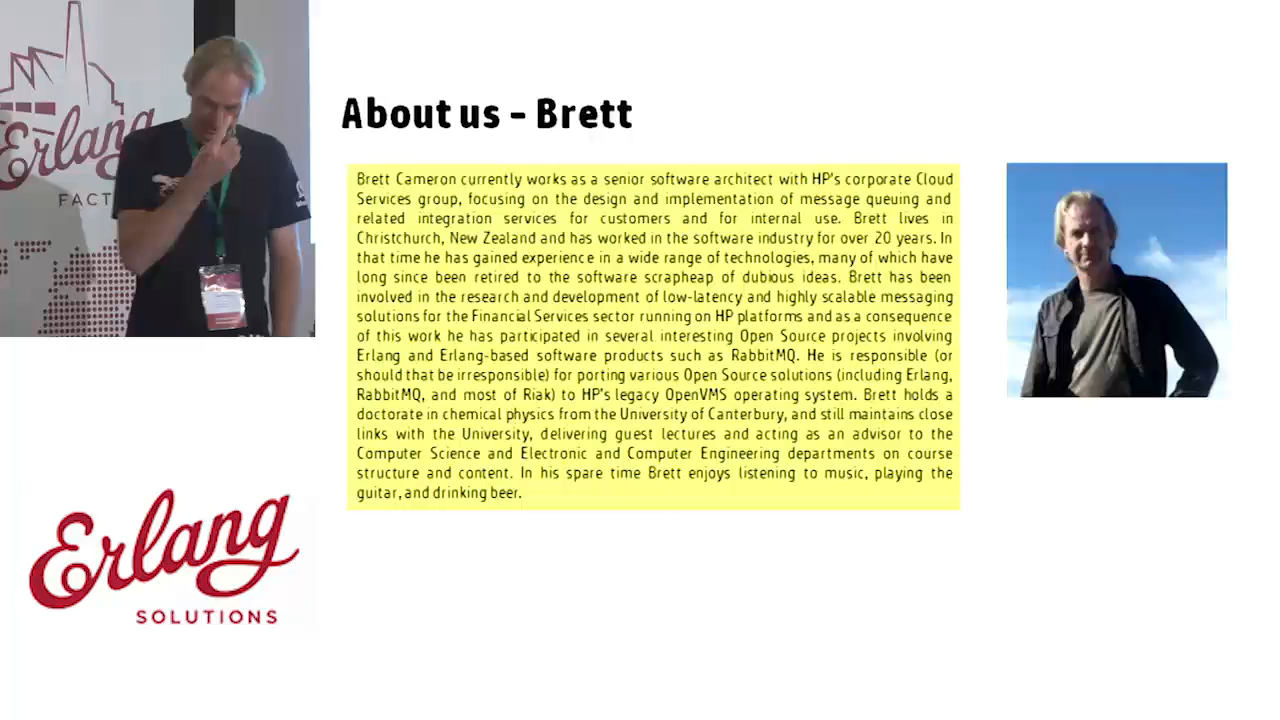 Erlang
FACT
About us - Brett
Brett Cameron currently works as a senior software architect with HP's corporate Cloud
Services group, focusing on the design and implementation of message queuing and
related integration services for customers and for internal use. Brett lives in
Christchurch, New Zealand and has worked in the software industry for over 20 years. In
that time he has gained experience in a wide range of technologies, many of which have
long since been retired to the software scrapheap of dubious ideas. Brett has been
involved in the research and development of low-latency and highly scalable messaging
solutions for the Financial Services sector running on HP platforms and as a consequence
of this work he has participated in several interesting Open Source projects involving
Erlang and Erlang-based software products such as RabbitMQ. He is responsible (or
should that be irresponsible) for porting various Open Source solutions (including Erlang,
RabbitMQ, and most of Riak) to HP's legacy OpenVMS operating system. Brett holds a
doctorate in chemical physics from the University of Canterbury, and still maintains close
links with the University, delivering guest lectures and acting as an advisor to the
Computer Science and Electronic and Computer Engineering departments on course
structure and content. In his spare time Brett enjoys listening to music, playing the
guitar, and drinking beer.
Erlang
SOLUTIONS